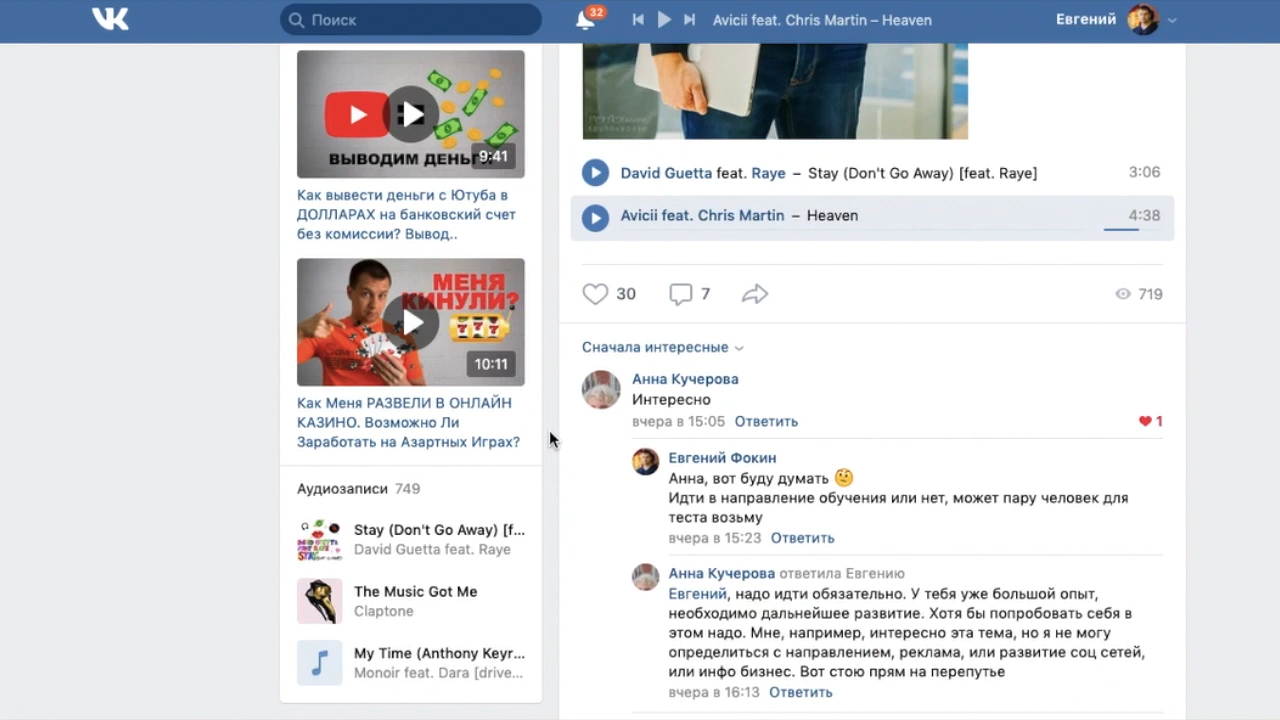 Поиск
32
Avicii feat. Chris Martin – Heaven
Евгений
ВЫВОДИМ ДЕНЬГИ
9:41
Как вывести деньги с Ютуба в
ДОЛЛАРАХ на банковский счет
без комиссии? Вывод..
МЕНЯ
КИНУЛИ?
777
10:11
Как Меня РАЗВЕЛИ В ОНЛАЙН
КАЗИНО. Возможно Ли
Заработать на Азартных Играх?
Аудиозаписи 749
Stay (Don't Go Away) [f...
David Guetta feat. Raye
The Music Got Me
Claptone
My Time (Anthony Keyr...
Monoir feat. Dara [drive...
David Guetta feat. Raye – Stay (Don't Go Away) [feat. Raye]
3:06
Avicii feat. Chris Martin – Heaven
4:38
30
7
719
Сначала интересные
Анна Кучерова
Интересно
вчера в 15:05 Ответить
1
Евгений Фокин
Анна, вот буду думать
Идти в направление обучения или нет, может пару человек для
теста возьму
вчера в 15:23 Ответить
Анна Кучерова ответила Евгению
Евгений, надо идти обязательно. У тебя уже большой опыт,
необходимо дальнейшее развитие. Хотя бы попробовать себя в
этом надо. Мне, например, интересно эта тема, но я не могу
определиться с направлением, реклама, или развитие соц сетей,
или инфо бизнес. Вот стою прям на перепутье
вчера в 16:13 Ответить